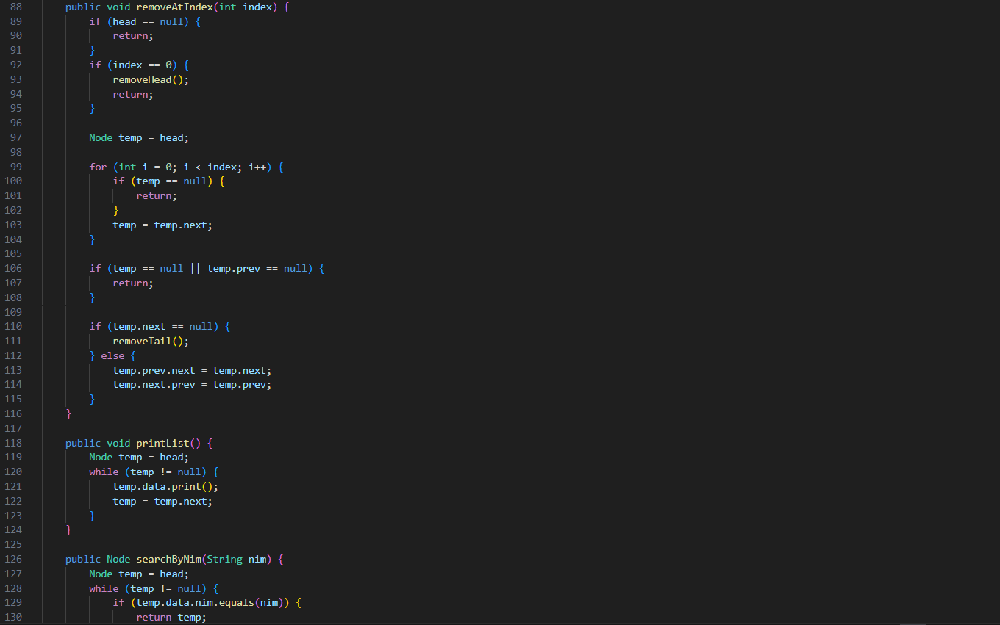 88 public void removeAtIndex(int index) {
89 if (head == null) {
90 return;
91 }
92 if (index == 0) {
93 removeHead();
94 return;
95 }
96
97 Node temp = head;
98
99 for (int i = 0; i < index; i++) {
100 if (temp == null) {
101 return;
102 }
103 temp = temp.next;
104 }
105
106 if (temp == null || temp.prev == null) {
107 return;
108 }
109
110 if (temp.next == null) {
111 removeTail();
112 } else {
113 temp.prev.next = temp.next;
114 temp.next.prev = temp.prev;
115 }
116 }
117
118 public void printList() {
119 Node temp = head;
120 while (temp != null) {
121 temp.data.print();
122 temp = temp.next;
123 }
124 }
125
126 public Node searchByNim(String nim) {
127 Node temp = head;
128 while (temp != null) {
129 if (temp.data.nim.equals(nim)) {
130 return temp;